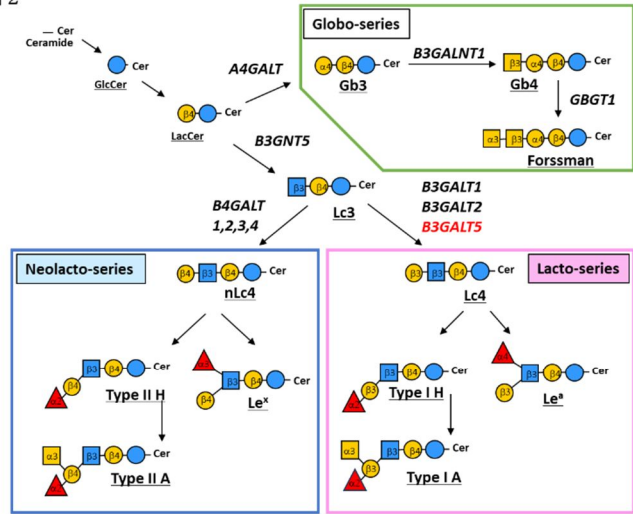 Globo-series
— Cer
Ceramide
Cer
GlcCer
A4GALT
α4 β4 Cer
Gb3
B3GALNT1
β3 α4 β4 Cer
Gb4
GBGT1
β4 Cer
LacCer
α3 β3 α4 β4 Cer
Forssman
B3GNT5
β3 β4 Cer
Lc3
B4GALT
1,2,3,4
B3GALT1
B3GALT2
B3GALT5
Neolacto-series
β4 β3 β4 Cer
nLc4
β3 β4 Cer
β4
Type II H
α3
β3 β4 Cer
β4
Lex
α3 β3 β4 Cer
β4
Type II A
Lacto-series
β3 β3 β4 Cer
Lc4
β3 β4 Cer
β3
Type I H
α4
β3 β4 Cer
β3
Lea
α3 β3 β4 Cer
β3
Type I A